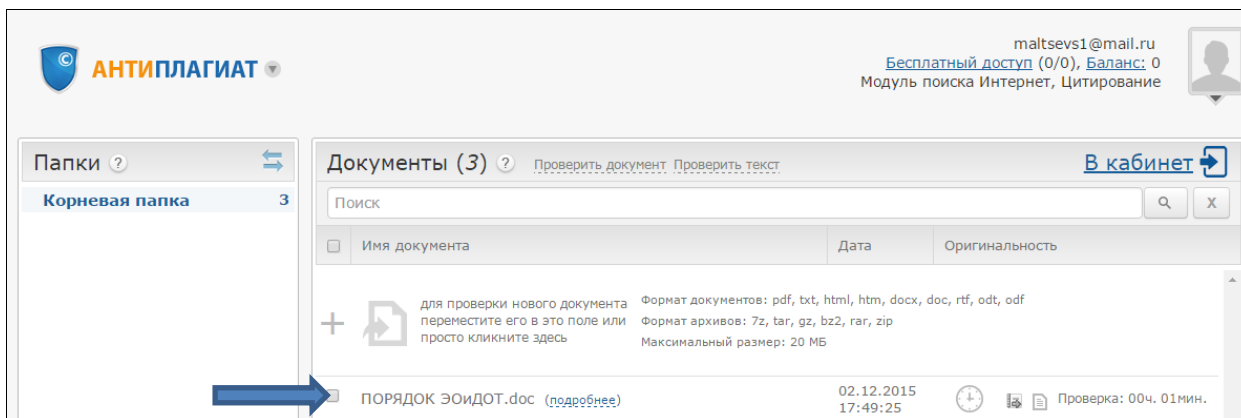 maltsevs1@mail.ru
© АНТИПЛАГИАТ
Бесплатный доступ (0/0), Баланс: 0
Модуль поиска Интернет, Цитирование
Папки ?
Документы (3) ? Проверить документ Проверить текст В кабинет
Корневая папка 3
Поиск X
Имя документа Дата Оригинальность
для проверки нового документа
переместите его в это поле или
просто кликните здесь
Формат документов: pdf, txt, html, htm, docx, doc, rtf, odt, odf
Формат архивов: 7z, tar, gz, bz2, rar, zip
Максимальный размер: 20 МБ
ПОРЯДОК ЭОиДОТ.doc (подробнее)
02.12.2015
17:49:25
Проверка: 00ч. 01мин.